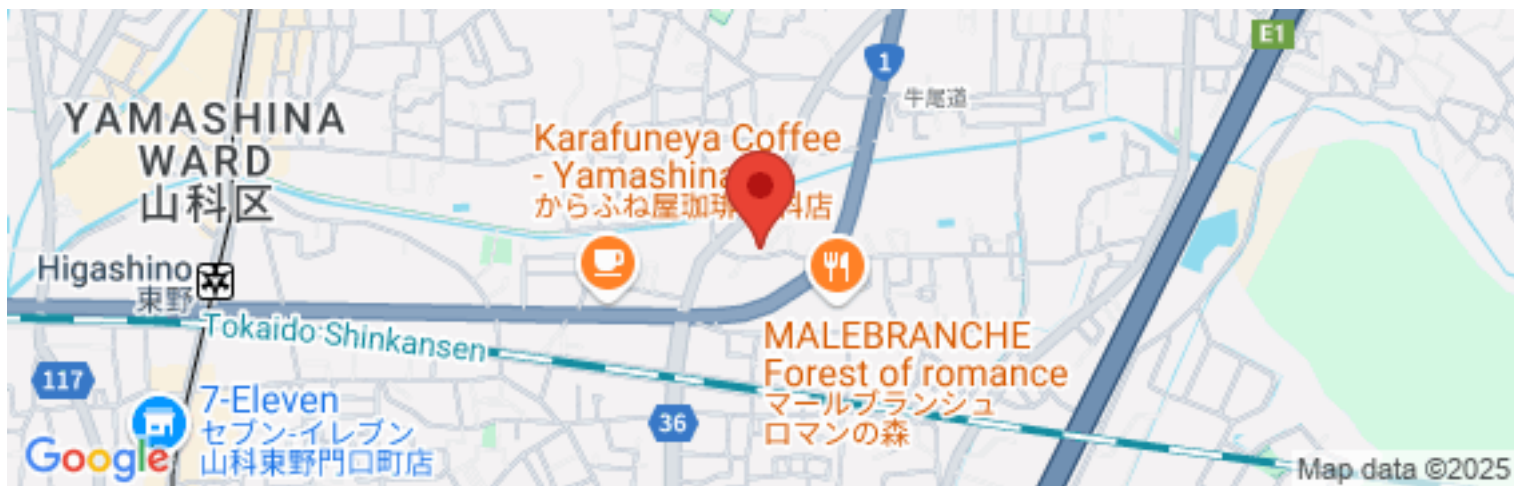 E1
1
牛尾道
YAMASHINA
WARD
山科区
Karafuneya Coffee
- Yamashina
からふね屋珈琲 科店
Higashino
東野
Tokaido Shinkansen
MALEBRANCHE
Forest of romance
マールブランシュ
ロマンの森
117
36
7-Eleven
セブン-イレブン
山科東野門口町店
Google
Map data ©2025